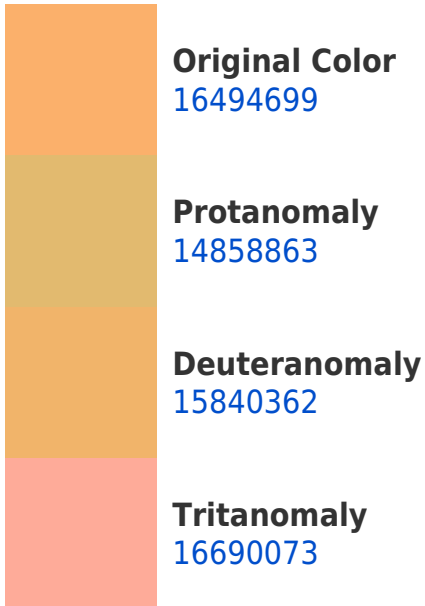 Original Color
16494699
Protanomaly
14858863
Deuteranomaly
15840362
Tritanomaly
16690073